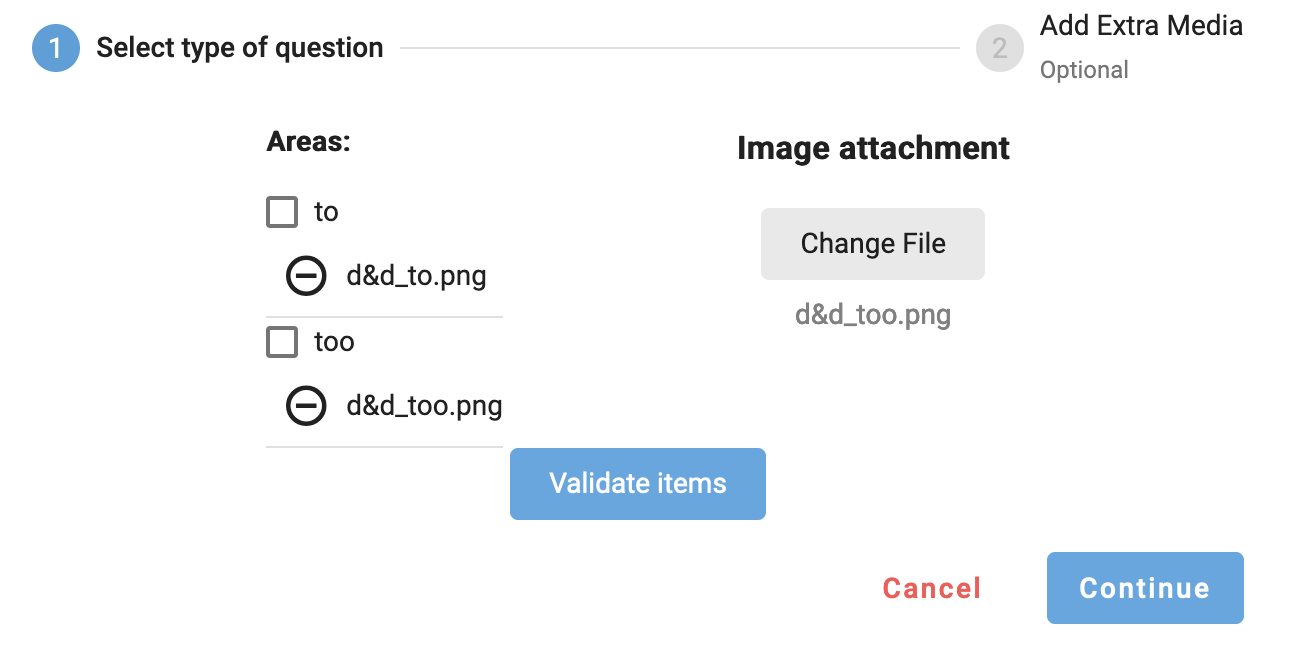 1 Select type of question
2 Add Extra Media
Optional
Areas:
to
d&d_to.png
too
d&d_too.png
Image attachment
Change File
d&d_too.png
Validate items
Cancel
Continue